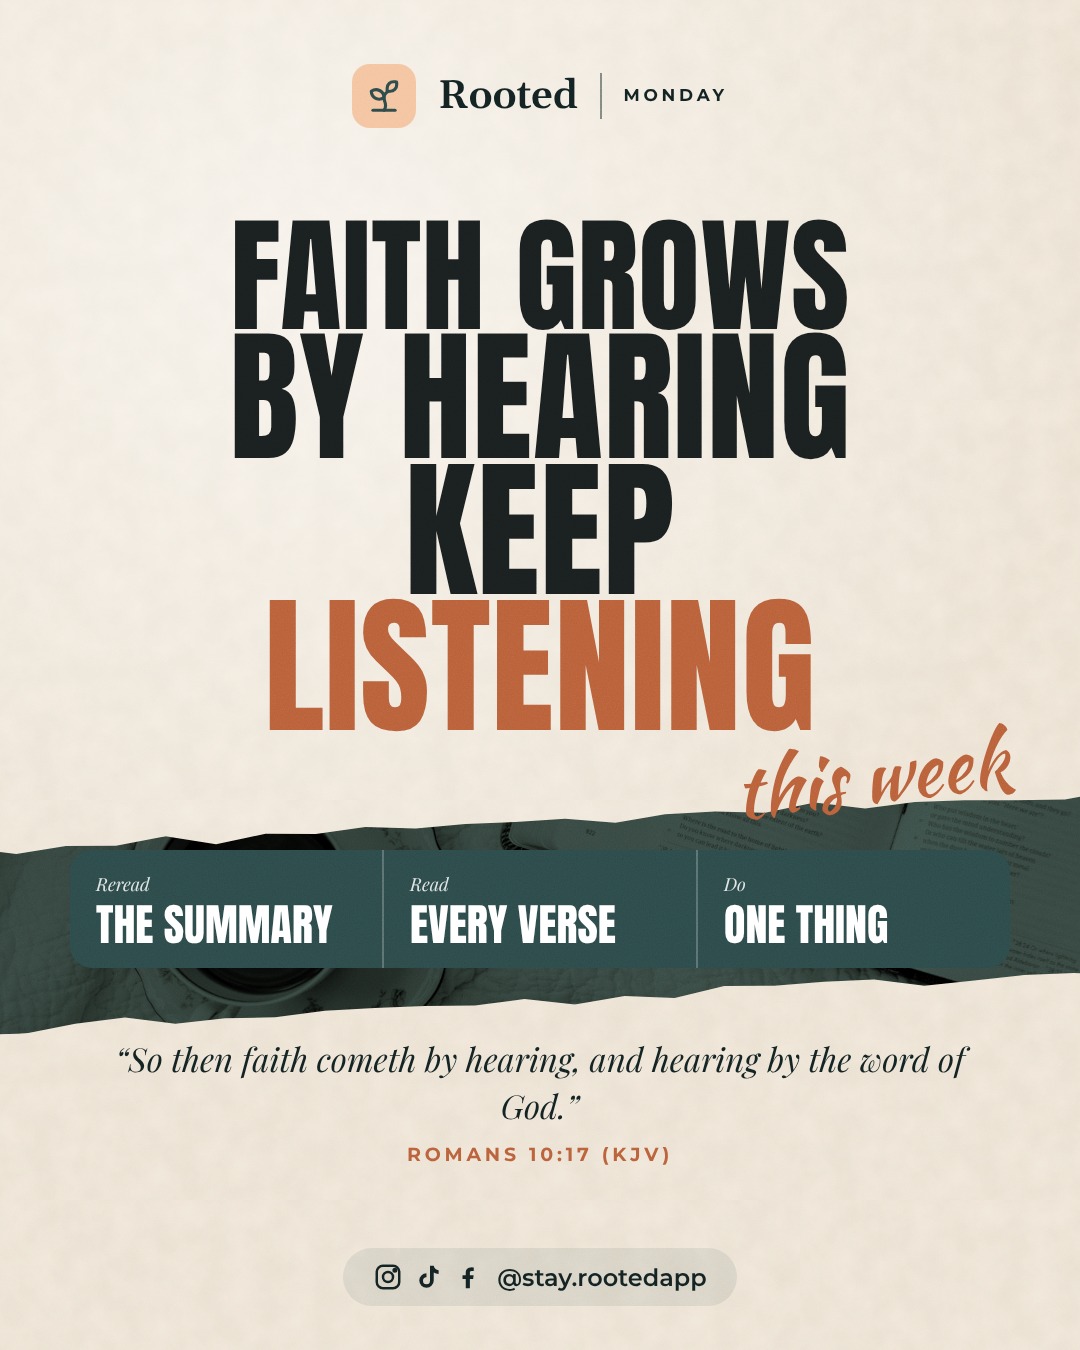 Rooted
MONDAY
FAITH GROWS
BY HEARING
KEEP
LISTENING
this week
Reread
THE SUMMARY
Read
EVERY VERSE
Do
ONE THING
“So then faith cometh by hearing, and hearing by the word of
God.”
ROMANS 10:17 (KJV)
@stay.rootedapp